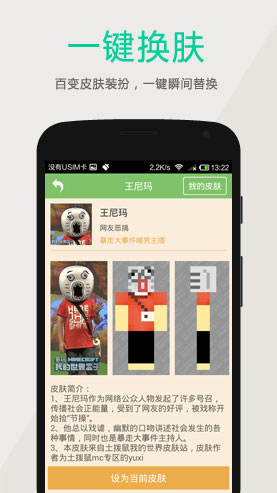 一键换肤
百变皮肤装扮，一键瞬间替换
没有USIM卡 2.2K/s 13:22
王尼玛
我的皮肤
王尼玛
网友恶搞
暴走大事件曙男主播
MINECRAFT
我的世界盒子
皮肤简介：
1、王尼玛作为网络公众人物发起了许多号召，
传播社会正能量，受到了网友的好评，被戏称开
始捡“节操”。
2、他总以戏谑，幽默的口吻讲述社会发生的各
种事情，同时也是暴走大事件主持人。
3、本皮肤来自土拨鼠我的世界皮肤站，作者
为土拨鼠mc专区的yuxi
设为当前皮肤